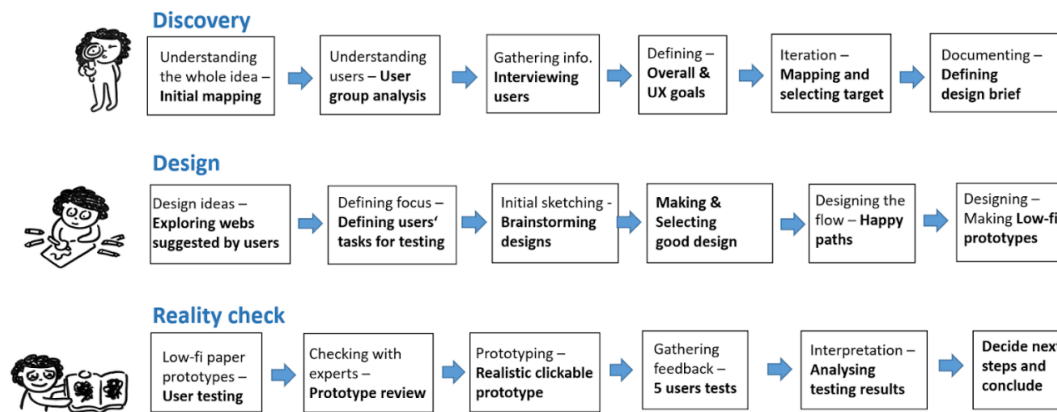 Discovery
Understanding
the whole idea –
Initial mapping
Understanding
users – User
group analysis
Gathering info.
Interviewing
users
Defining –
Overall &
UX goals
Iteration –
Mapping and
selecting target
Documenting –
Defining
design brief
Design
Design ideas –
Exploring webs
suggested by users
Defining focus –
Defining users‘
tasks for testing
Initial sketching -
Brainstorming
designs
Making &
Selecting
good design
Designing the
flow – Happy
paths
Designing –
Making Low-fi
prototypes
Reality check
Low-fi paper
prototypes –
User testing
Checking with
experts –
Prototype review
Prototyping –
Realistic clickable
prototype
Gathering
feedback –
5 users tests
Interpretation –
Analysing
testing results
Decide next
steps and
conclude